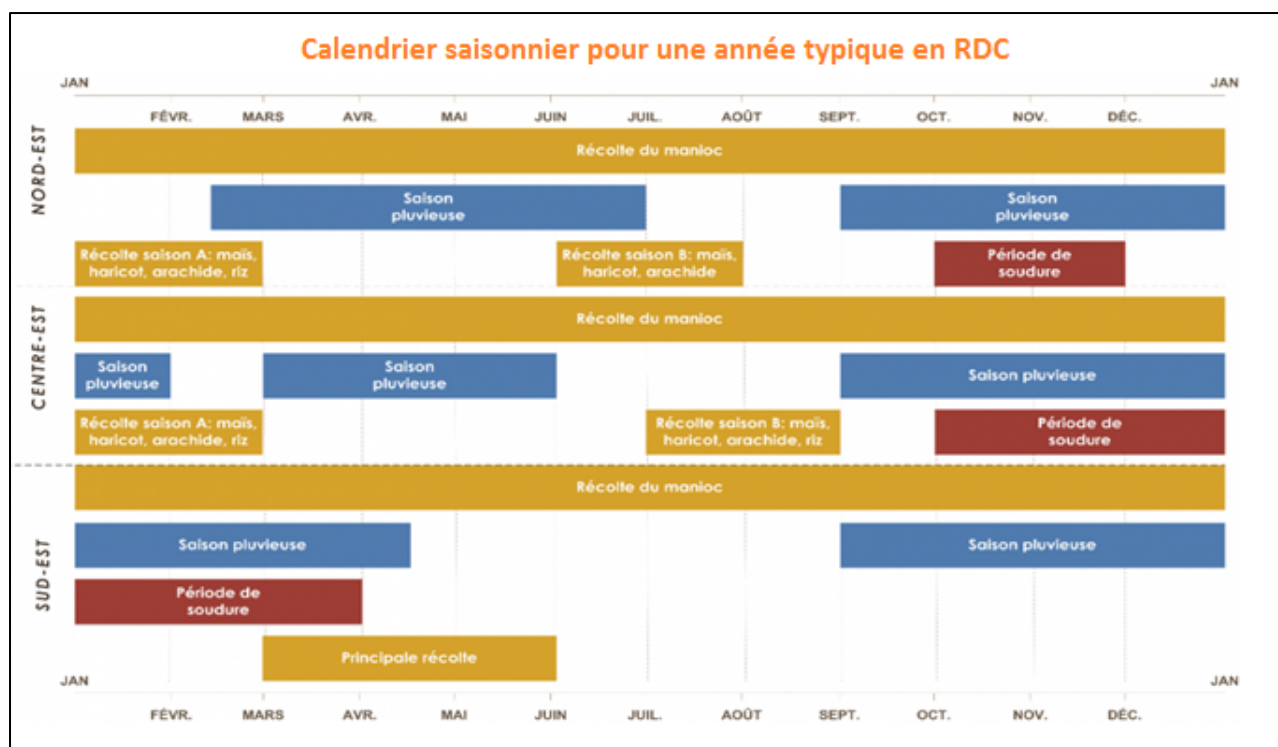 Calendrier saisonnier pour une année typique en RDC
JAN JAN
FÉVR. MARS AVR. MAI JUIN JUIL. AOÛT SEPT. OCT. NOV. DÉC.
NORD-EST
Récolte du manioc
Saison
pluvieuse
Saison
pluvieuse
Récolte saison A: maïs,
haricot, arachide, riz
Récolte saison B: maïs,
haricot, arachide
Période de
soudure
CENTRE-EST
Récolte du manioc
Saison
pluvieuse
Saison
pluvieuse
Saison pluvieuse
Récolte saison A: maïs,
haricot, arachide, riz
Récolte saison B: maïs,
haricot, arachide, riz
Période de
soudure
SUD-EST
Récolte du manioc
Saison pluvieuse
Saison pluvieuse
Période de
soudure
Principale récolte
JAN JAN
FÉVR. MARS AVR. MAI JUIN JUIL. AOÛT SEPT. OCT. NOV. DÉC.